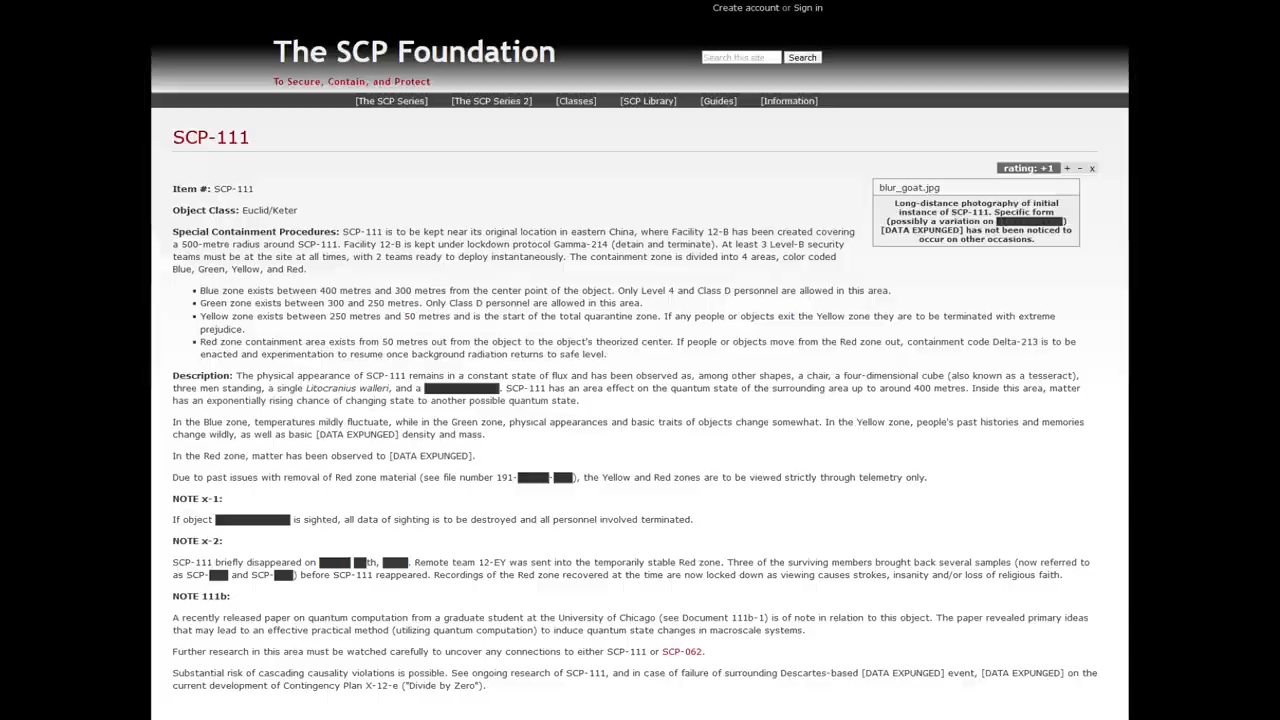 Create account or Sign in
The SCP Foundation
Search this site
Search
To Secure, Contain, and Protect
[The SCP Series] [The SCP Series 2] [Classes] [SCP Library] [Guides] [Information]
SCP-111
rating: +1 + – x
blur_goat.jpg
Long-distance photography of initial
instance of SCP-111. Specific form
(possibly a variation on ██████████)
[DATA EXPUNGED] has not been noticed to
occur on other occasions.
Item #: SCP-111
Object Class: Euclid/Keter
Special Containment Procedures: SCP-111 is to be kept near its original location in eastern China, where Facility 12-B has been created covering
a 500-metre radius around SCP-111. Facility 12-B is kept under lockdown protocol Gamma-214 (detain and terminate). At least 3 Level-B security
teams must be at the site at all times, with 2 teams ready to deploy instantaneously. The containment zone is divided into 4 areas, color coded
Blue, Green, Yellow, and Red.
▪ Blue zone exists between 400 metres and 300 metres from the center point of the object. Only Level 4 and Class D personnel are allowed in this area.
▪ Green zone exists between 300 and 250 metres. Only Class D personnel are allowed in this area.
▪ Yellow zone exists between 250 metres and 50 metres and is the start of the total quarantine zone. If any people or objects exit the Yellow zone they are to be terminated with extreme
prejudice.
▪ Red zone containment area exists from 50 metres out from the object to the object's theorized center. If people or objects move from the Red zone out, containment code Delta-213 is to be
enacted and experimentation to resume once background radiation returns to safe level.
Description: The physical appearance of SCP-111 remains in a constant state of flux and has been observed as, among other shapes, a chair, a four-dimensional cube (also known as a tesseract),
three men standing, a single Litocranius walleri, and a ██████████. SCP-111 has an area effect on the quantum state of the surrounding area up to around 400 metres. Inside this area, matter
has an exponentially rising chance of changing state to another possible quantum state.
In the Blue zone, temperatures mildly fluctuate, while in the Green zone, physical appearances and basic traits of objects change somewhat. In the Yellow zone, people's past histories and memories
change wildly, as well as basic [DATA EXPUNGED] density and mass.
In the Red zone, matter has been observed to [DATA EXPUNGED].
Due to past issues with removal of Red zone material (see file number 191-████-██), the Yellow and Red zones are to be viewed strictly through telemetry only.
NOTE x-1:
If object ██████████ is sighted, all data of sighting is to be destroyed and all personnel involved terminated.
NOTE x-2:
SCP-111 briefly disappeared on ████ ██th, ███. Remote team 12-EY was sent into the temporarily stable Red zone. Three of the surviving members brought back several samples (now referred to
as SCP-██ and SCP-██) before SCP-111 reappeared. Recordings of the Red zone recovered at the time are now locked down as viewing causes strokes, insanity and/or loss of religious faith.
NOTE 111b:
A recently released paper on quantum computation from a graduate student at the University of Chicago (see Document 111b-1) is of note in relation to this object. The paper revealed primary ideas
that may lead to an effective practical method (utilizing quantum computation) to induce quantum state changes in macroscale systems.
Further research in this area must be watched carefully to uncover any connections to either SCP-111 or SCP-062.
Substantial risk of cascading causality violations is possible. See ongoing research of SCP-111, and in case of failure of surrounding Descartes-based [DATA EXPUNGED] event, [DATA EXPUNGED] on the
current development of Contingency Plan X-12-e ("Divide by Zero").